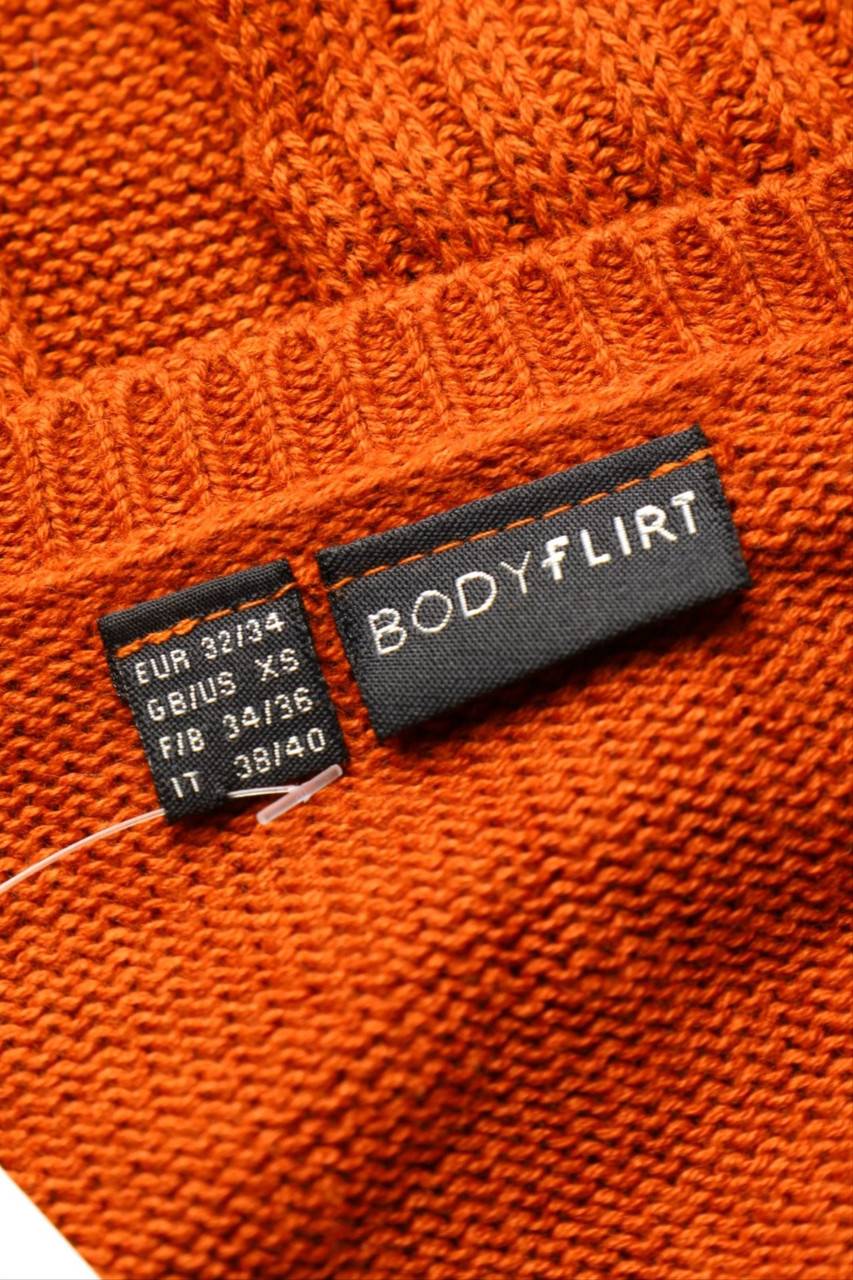 BODYFLIRT
EUR 32/34
GB/US XS
F/B 34/36
IT 38/40